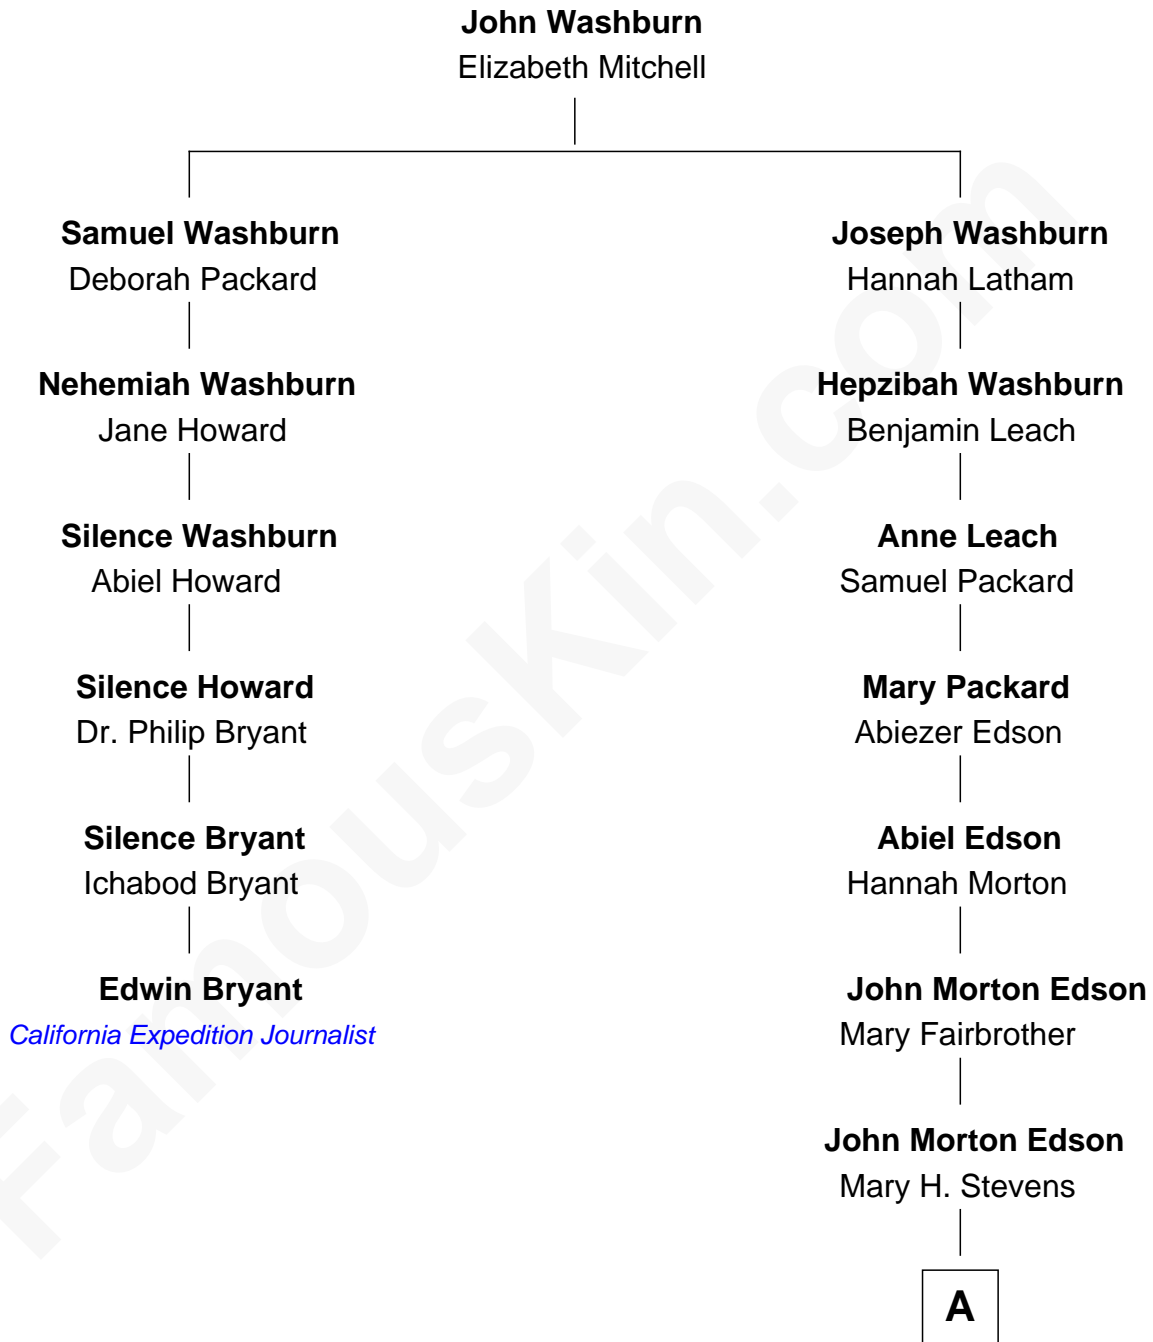 John Washburn
Elizabeth Mitchell
Samuel Washburn
Deborah Packard
Nehemiah Washburn
Jane Howard
Silence Washburn
Abiel Howard
Silence Howard
Dr. Philip Bryant
Silence Bryant
Ichabod Bryant
Edwin Bryant
California Expedition Journalist
Joseph Washburn
Hannah Latham
Hepzibah Washburn
Benjamin Leach
Anne Leach
Samuel Packard
Mary Packard
Abiezer Edson
Abiel Edson
Hannah Morton
John Morton Edson
Mary Fairbrother
John Morton Edson
Mary H. Stevens
A
FamousKin.com